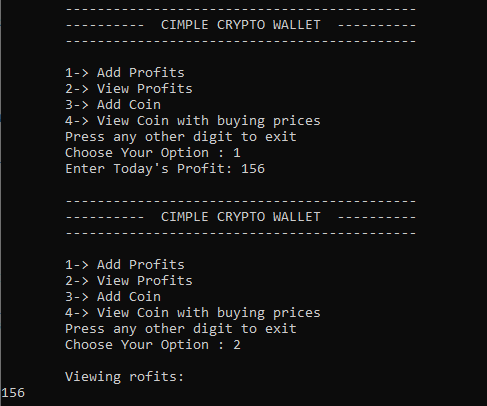 --------------------------------------------
----------  CIMPLE CRYPTO WALLET  ----------
--------------------------------------------
1-> Add Profits
2-> View Profits
3-> Add Coin
4-> View Coin with buying prices
Press any other digit to exit
Choose Your Option : 1
Enter Today's Profit: 156
--------------------------------------------
----------  CIMPLE CRYPTO WALLET  ----------
--------------------------------------------
1-> Add Profits
2-> View Profits
3-> Add Coin
4-> View Coin with buying prices
Press any other digit to exit
Choose Your Option : 2
Viewing rofits:
156